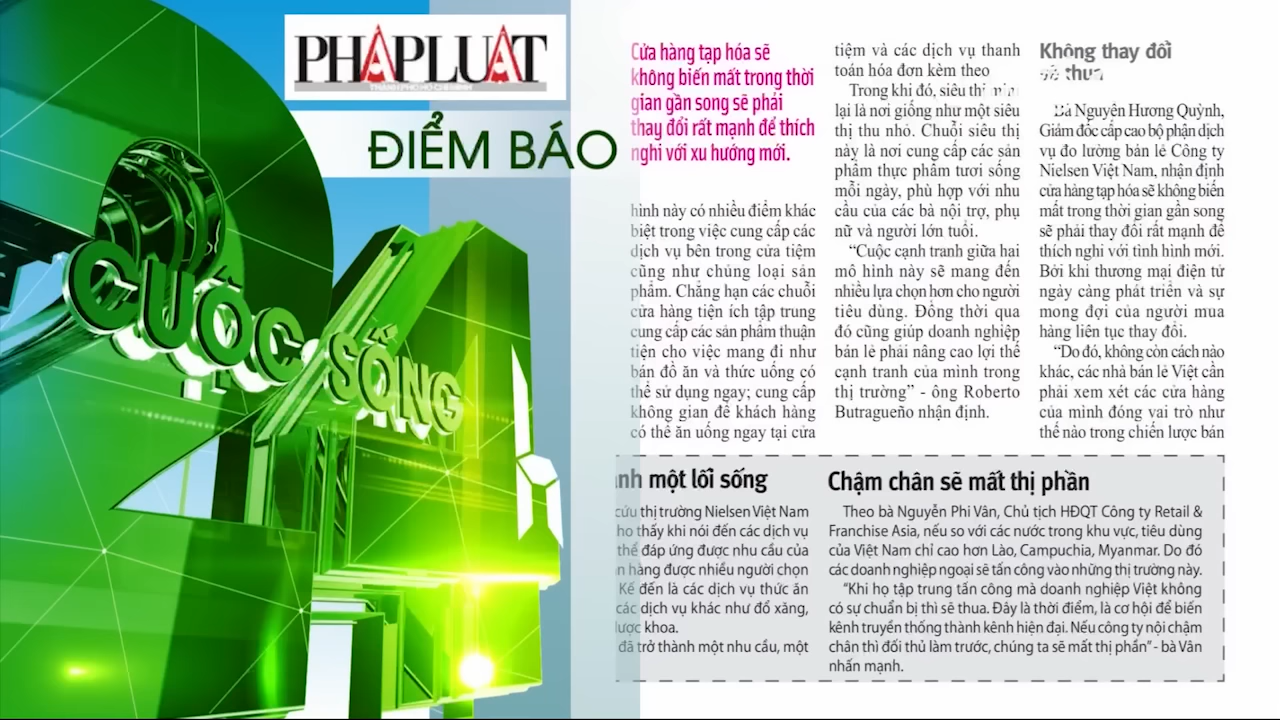 PHÁP LUẬT
THÀNH PHỐ HỒ CHÍ MINH
ĐIỂM BÁO
CUỘC SỐNG
24h
Cửa hàng tạp hóa sẽ
không biến mất trong thời
gian gần song sẽ phải
thay đổi rất mạnh để thích
nghi với xu hướng mới.
hình này có nhiều điểm khác
biệt trong việc cung cấp các
dịch vụ bên trong cửa tiệm
cũng như chủng loại sản
phẩm. Chẳng hạn các chuỗi
cửa hàng tiện ích tập trung
cung cấp các sản phẩm thuận
tiện cho việc mang đi như
bán đồ ăn và thức uống có
thể sử dụng ngay; cung cấp
không gian để khách hàng
có thể ăn uống ngay tại cửa
tiệm và các dịch vụ thanh
toán hóa đơn kèm theo
Trong khi đó, siêu thị mini
lại là nơi giống như một siêu
thị thu nhỏ. Chuỗi siêu thị
này là nơi cung cấp các sản
phẩm thực phẩm tươi sống
mỗi ngày, phù hợp với nhu
cầu của các bà nội trợ, phụ
nữ và người lớn tuổi.
“Cuộc cạnh tranh giữa hai
mô hình này sẽ mang đến
nhiều lựa chọn hơn cho người
tiêu dùng. Đồng thời qua
đó cũng giúp doanh nghiệp
bán lẻ phải nâng cao lợi thế
cạnh tranh của mình trong
thị trường” - ông Roberto
Butragueño nhận định.
Không thay đổi
sẽ thua
Bà Nguyễn Hương Quỳnh,
Giám đốc cấp cao bộ phận dịch
vụ đo lường bán lẻ Công ty
Nielsen Việt Nam, nhận định
cửa hàng tạp hóa sẽ không biến
mất trong thời gian gần song
sẽ phải thay đổi rất mạnh để
thích nghi với tình hình mới.
Bởi khi thương mại điện tử
ngày càng phát triển và sự
mong đợi của người mua
hàng liên tục thay đổi.
“Do đó, không còn cách nào
khác, các nhà bán lẻ Việt cần
phải xem xét các cửa hàng
của mình đóng vai trò như
thế nào trong chiến lược bán
ành một lối sống
cứu thị trường Nielsen Việt Nam
ho thấy khi nói đến các dịch vụ
thể đáp ứng được nhu cầu của
n hàng được nhiều người chọn
Kế đến là các dịch vụ thức ăn
các dịch vụ khác như đổ xăng,
lược khoa.
đã trở thành một nhu cầu, một
Chậm chân sẽ mất thị phần
Theo bà Nguyễn Phi Vân, Chủ tịch HĐQT Công ty Retail &
Franchise Asia, nếu so với các nước trong khu vực, tiêu dùng
của Việt Nam chỉ cao hơn Lào, Campuchia, Myanmar. Do đó
các doanh nghiệp ngoại sẽ tấn công vào những thị trường này.
“Khi họ tập trung tấn công mà doanh nghiệp Việt không
có sự chuẩn bị thì sẽ thua. Đây là thời điểm, là cơ hội để biến
kênh truyền thống thành kênh hiện đại. Nếu công ty nội chậm
chân thì đối thủ làm trước, chúng ta sẽ mất thị phần” - bà Vân
nhấn mạnh.